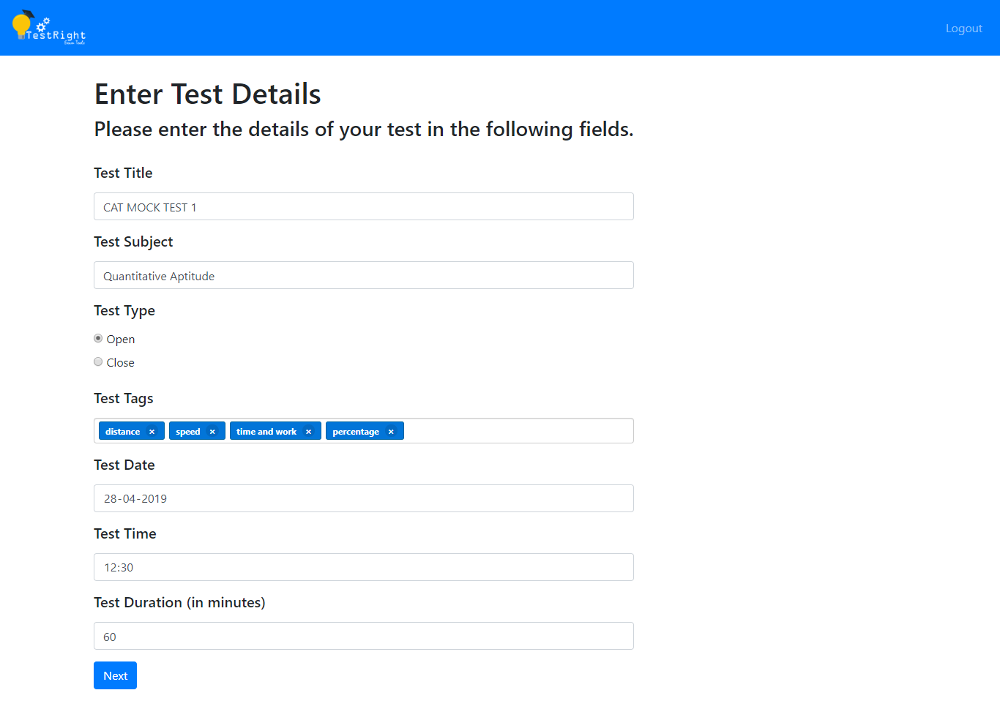 TestRight
Exam Tools
Logout
Enter Test Details
Please enter the details of your test in the following fields.
Test Title
CAT MOCK TEST 1
Test Subject
Quantitative Aptitude
Test Type
Open
Close
Test Tags
distance × speed × time and work × percentage ×
Test Date
28-04-2019
Test Time
12:30
Test Duration (in minutes)
60
Next